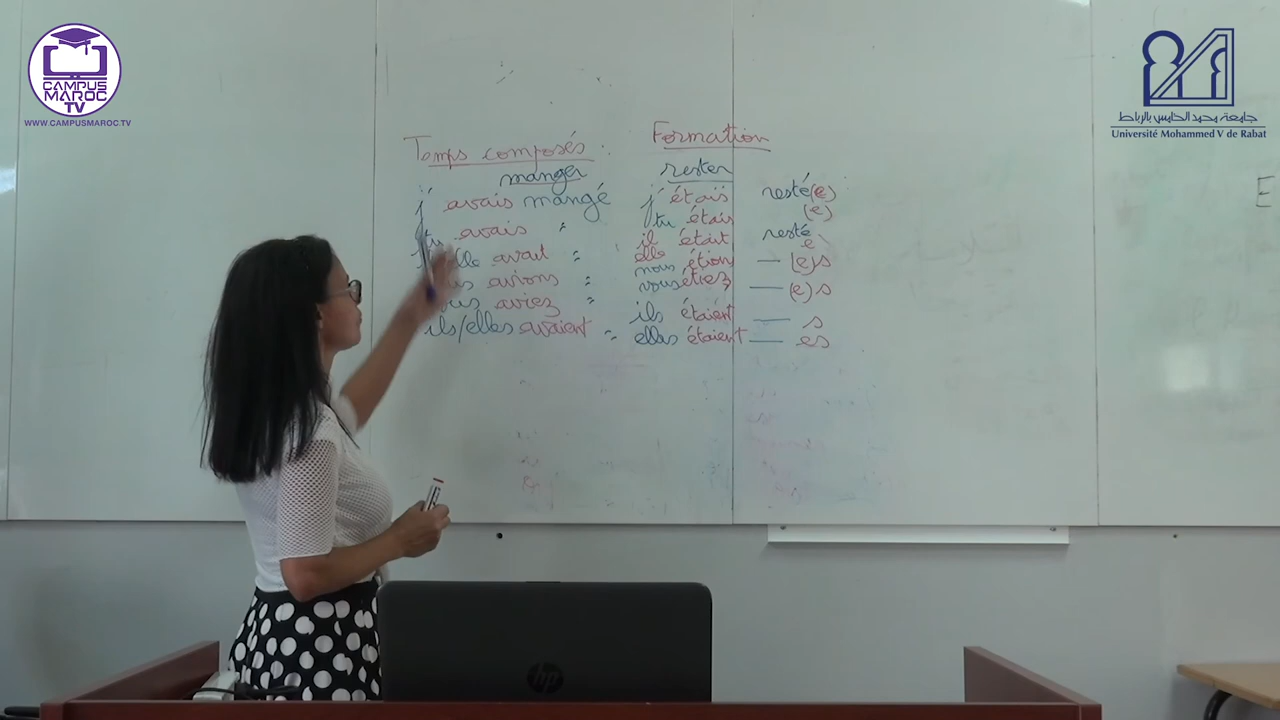 CAMPUS
MAROC
TV
WWW.CAMPUSMAROC.TV
جامعة محمد الخامس بالرباط
Université Mohammed V de Rabat
Temps composés : Formation
manger rester
j' avais mangé j' étais resté(e)
tu avais " tu étais (e)
elle avait " il était resté
elle e
avions " nous étions — (e)s
aviez " vous étiez — (e)s
ils/elles avaient " ils étaient — s
elles étaient — es
E
hp